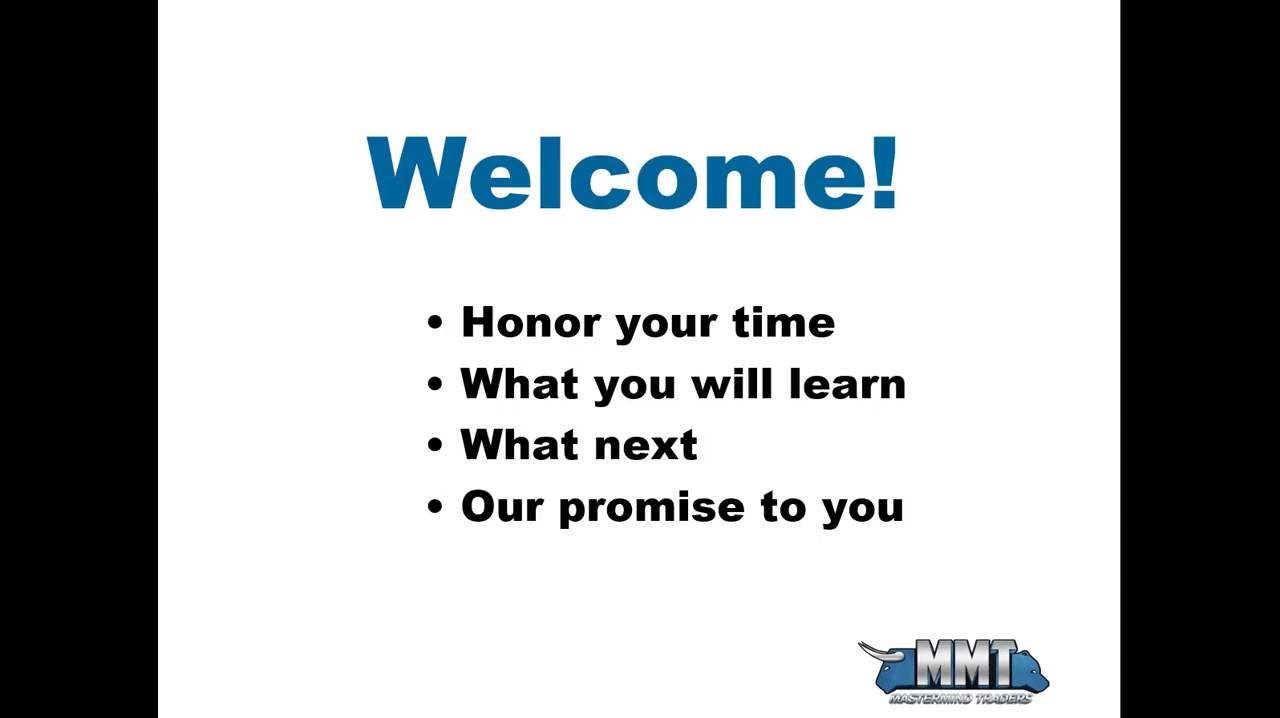 Welcome!
• Honor your time
• What you will learn
• What next
• Our promise to you
MMT
MASTERMIND TRADERS